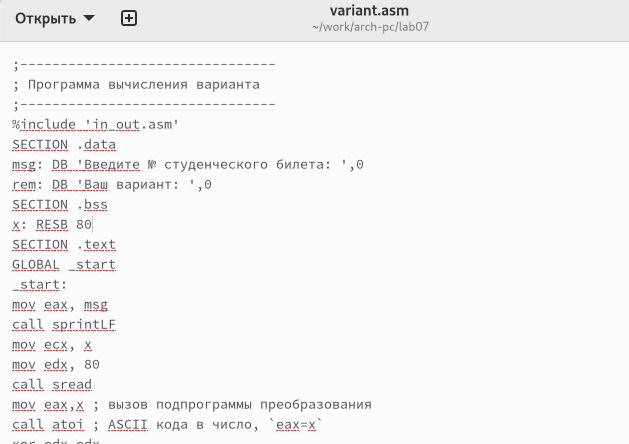 Открыть
variant.asm
~/work/arch-pc/lab07
;--------------------------------
; Программа вычисления варианта
;--------------------------------
%include 'in_out.asm'
SECTION .data
msg: DB 'Введите № студенческого билета: ',0
rem: DB 'Ваш вариант: ',0
SECTION .bss
x: RESB 80
SECTION .text
GLOBAL _start
_start:
mov eax, msg
call sprintLF
mov ecx, x
mov edx, 80
call sread
mov eax,x ; вызов подпрограммы преобразования
call atoi ; ASCII кода в число, `eax=x`
xor edx,edx